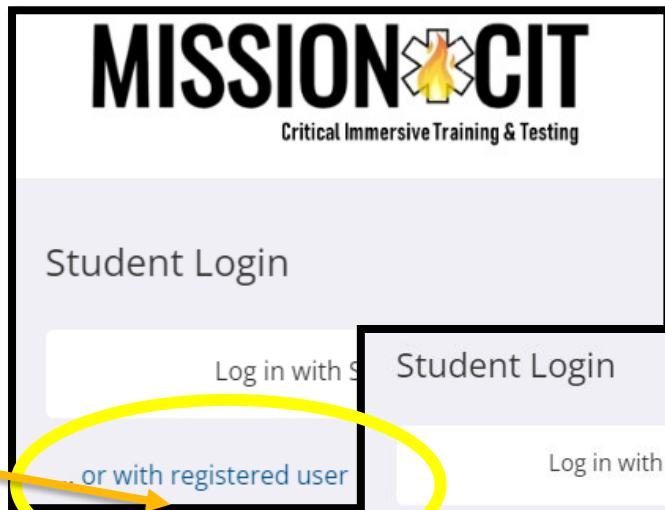 MISSION CIT
Critical Immersive Training & Testing
Student Login
Log in with
... or with registered user
Student Login
Log in with